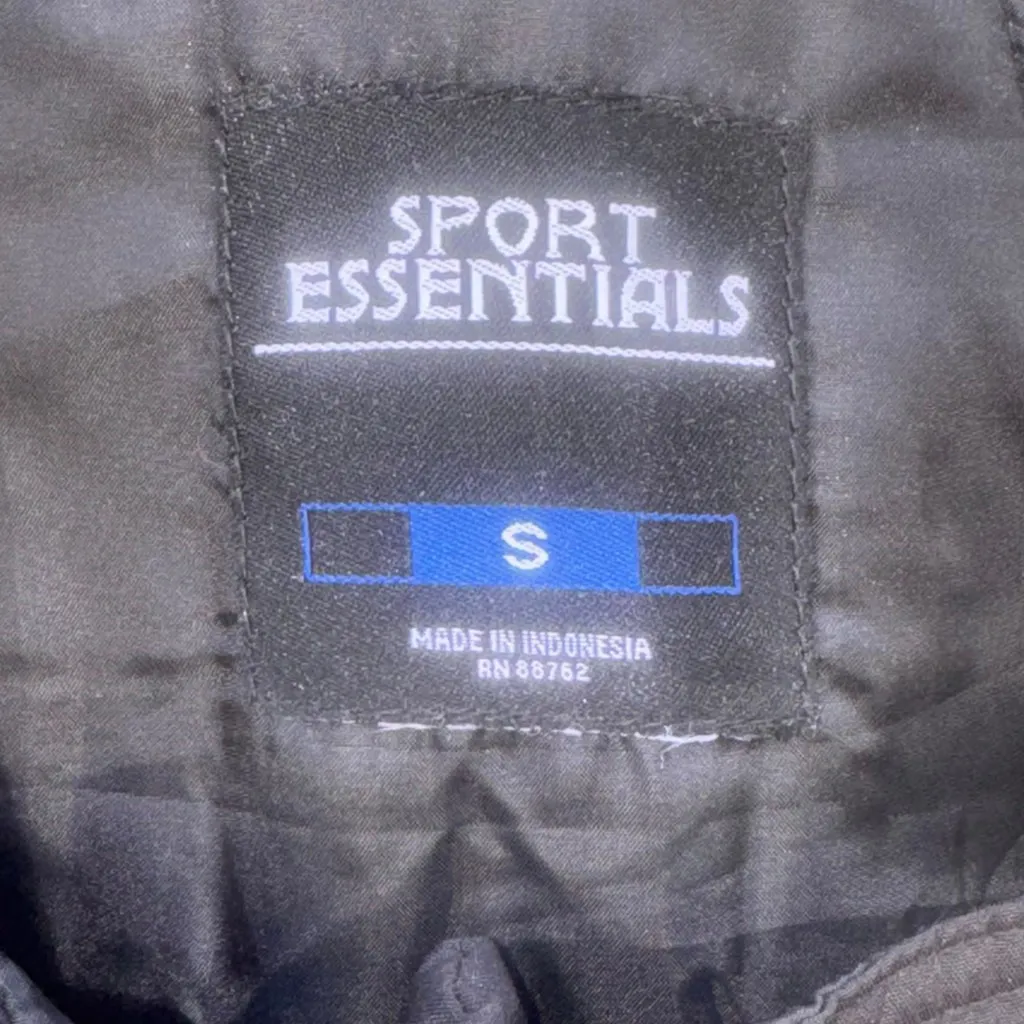 SPORT
ESSENTIALS
S
MADE IN INDONESIA
RN 88762